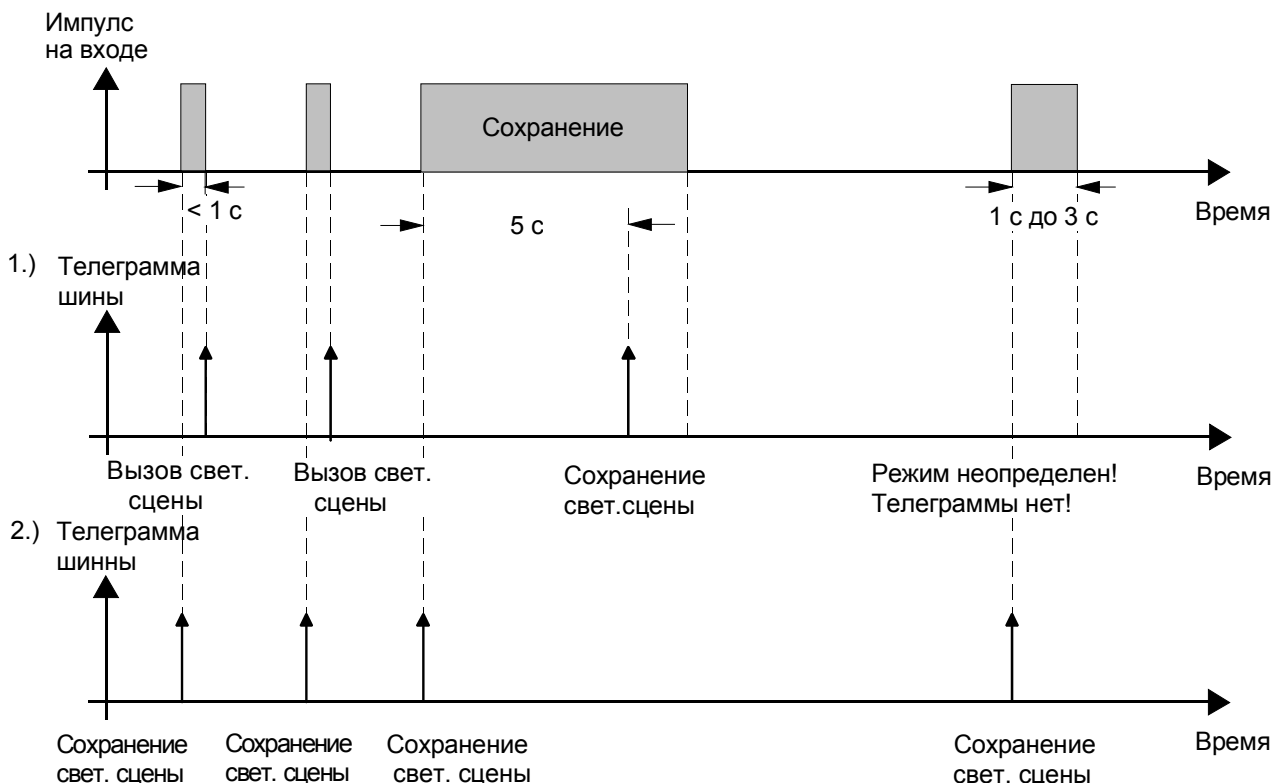 Импулс
на входе
Сохранение
< 1 с
5 с
1 с до 3 с
Время
1.) Телеграмма
шины
Вызов свет.
сцены
Вызов свет.
сцены
Сохранение
свет.сцены
Режим неопределен!
Телеграммы нет!
Время
2.) Телеграмма
шинны
Сохранение
свет. сцены
Сохранение
свет. сцены
Сохранение
свет. сцены
Сохранение
свет. сцены
Время